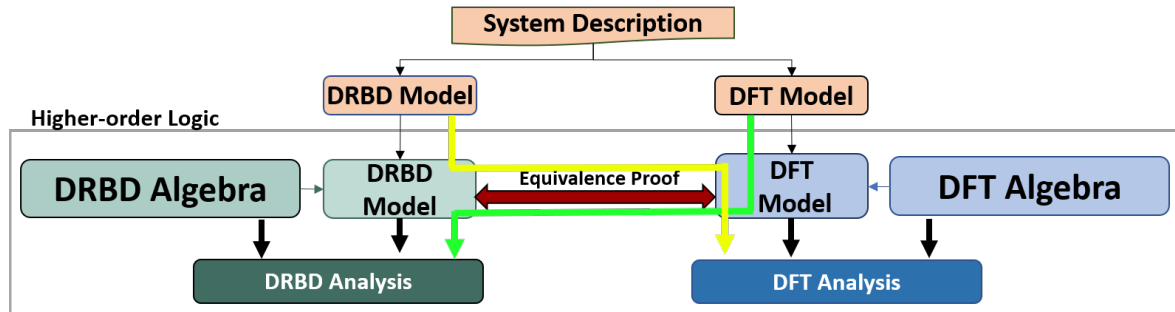 System Description
DRBD Model
DFT Model
Higher-order Logic
DRBD Algebra
DRBD
Model
Equivalence Proof
DFT
Model
DFT Algebra
DRBD Analysis
DFT Analysis